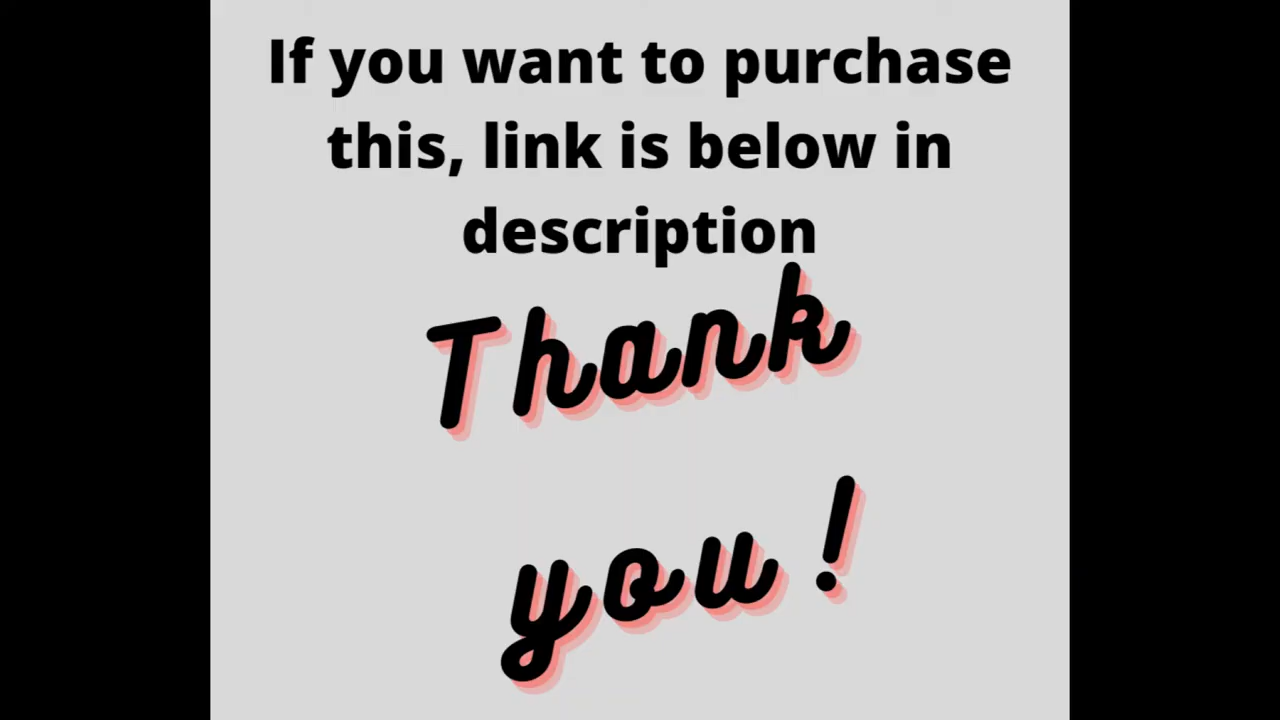 If you want to purchase
this, link is below in
description
Thank
you!